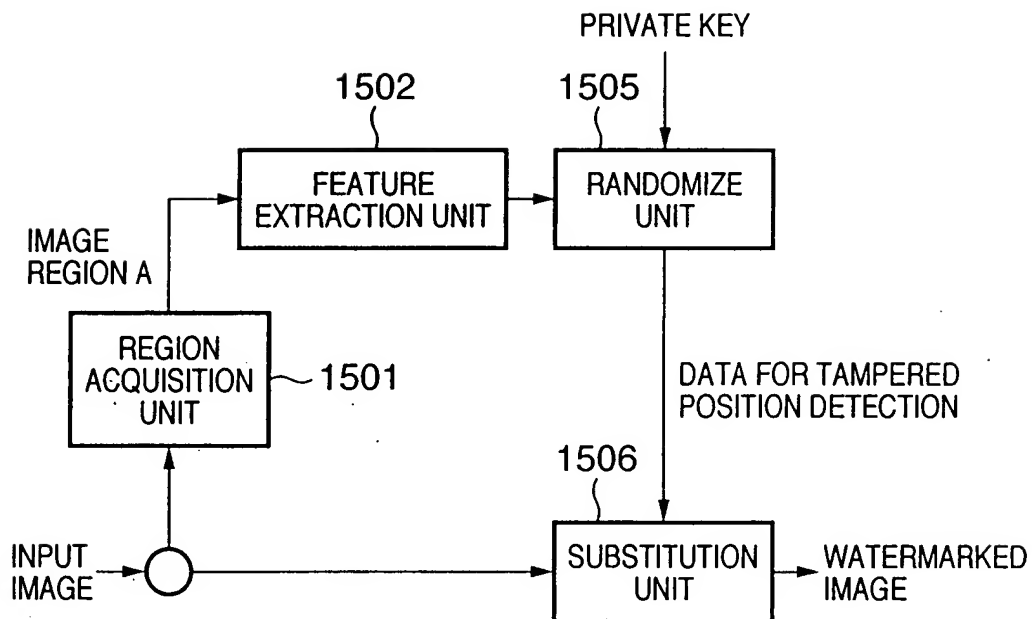 PRIVATE KEY
1502
1505
FEATURE
EXTRACTION UNIT
RANDOMIZE
UNIT
IMAGE
REGION A
REGION
ACQUISITION
UNIT
1501
DATA FOR TAMPERED
POSITION DETECTION
1506
INPUT
IMAGE
SUBSTITUTION
UNIT
WATERMARKED
IMAGE